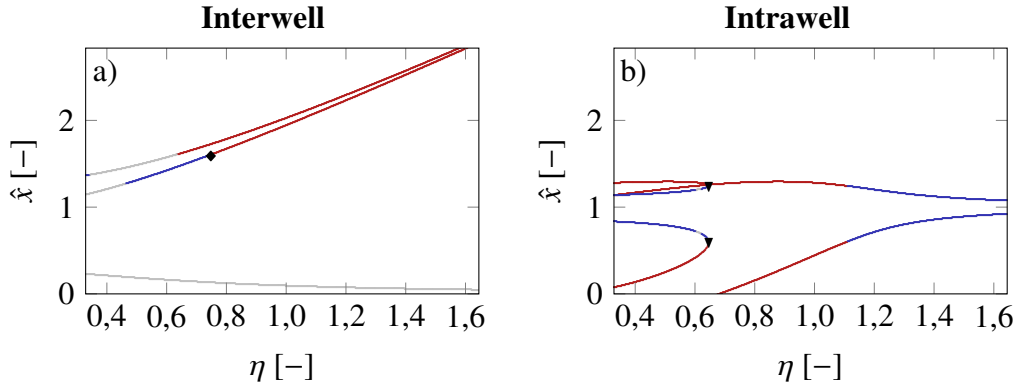 Interwell
a)
2
1
0
0,4 0,6 0,8 1,0 1,2 1,4 1,6
x̂ [−]
η [−]
Intrawell
b)
2
1
0
0,4 0,6 0,8 1,0 1,2 1,4 1,6
x̂ [−]
η [−]